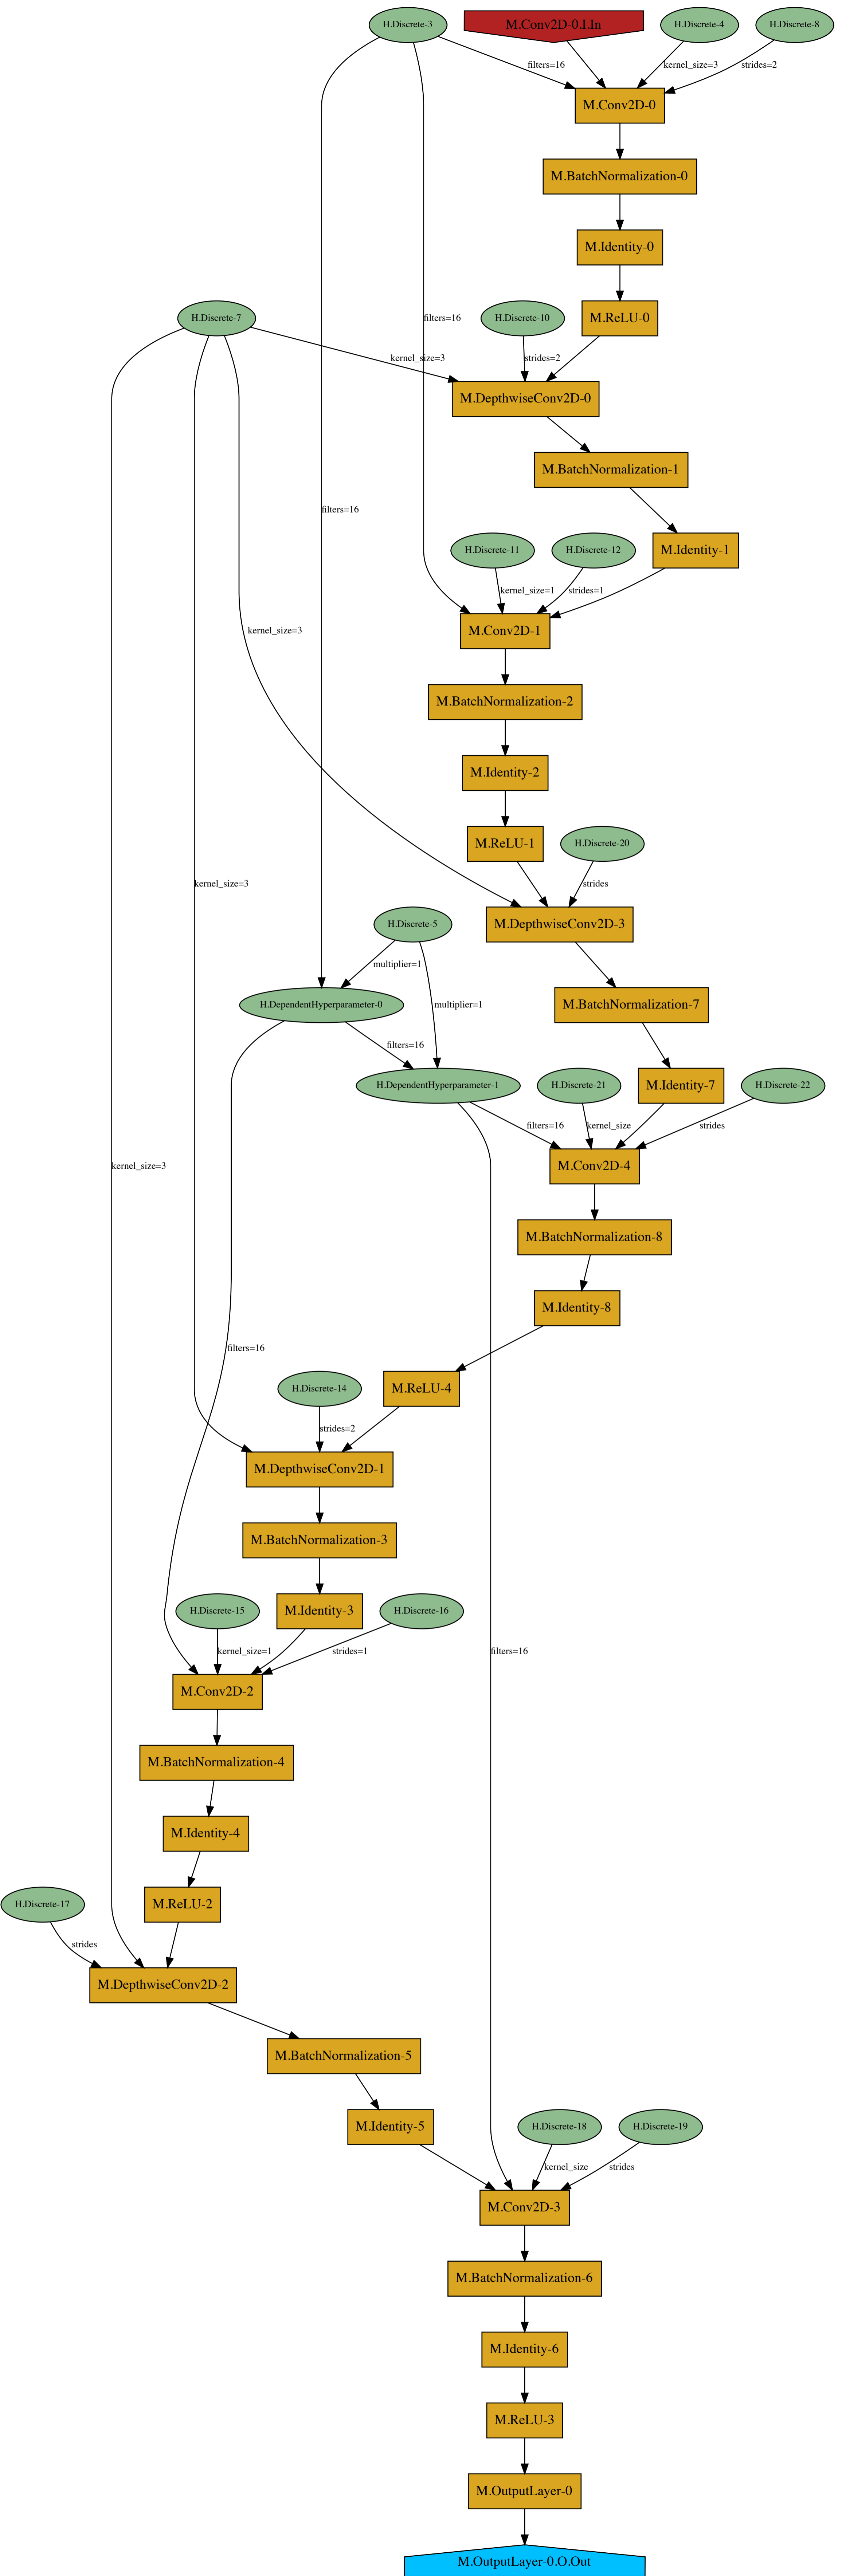 H.Discrete-3
M.Conv2D-0.I.In
H.Discrete-4
H.Discrete-8
filters=16
kernel_size=3
strides=2
M.Conv2D-0
M.BatchNormalization-0
M.Identity-0
H.Discrete-7
filters=16
H.Discrete-10
M.ReLU-0
kernel_size=3
strides=2
M.DepthwiseConv2D-0
M.BatchNormalization-1
filters=16
H.Discrete-11
H.Discrete-12
M.Identity-1
kernel_size=1
strides=1
kernel_size=3
M.Conv2D-1
M.BatchNormalization-2
M.Identity-2
M.ReLU-1
H.Discrete-20
kernel_size=3
strides
H.Discrete-5
M.DepthwiseConv2D-3
multiplier=1
H.DependentHyperparameter-0
multiplier=1
M.BatchNormalization-7
filters=16
H.DependentHyperparameter-1
H.Discrete-21
M.Identity-7
H.Discrete-22
filters=16
kernel_size
strides
kernel_size=3
M.Conv2D-4
M.BatchNormalization-8
M.Identity-8
filters=16
H.Discrete-14
M.ReLU-4
strides=2
M.DepthwiseConv2D-1
M.BatchNormalization-3
H.Discrete-15
M.Identity-3
H.Discrete-16
kernel_size=1
strides=1
filters=16
M.Conv2D-2
M.BatchNormalization-4
M.Identity-4
H.Discrete-17
M.ReLU-2
strides
M.DepthwiseConv2D-2
M.BatchNormalization-5
M.Identity-5
H.Discrete-18
H.Discrete-19
kernel_size
strides
M.Conv2D-3
M.BatchNormalization-6
M.Identity-6
M.ReLU-3
M.OutputLayer-0
M.OutputLayer-0.O.Out